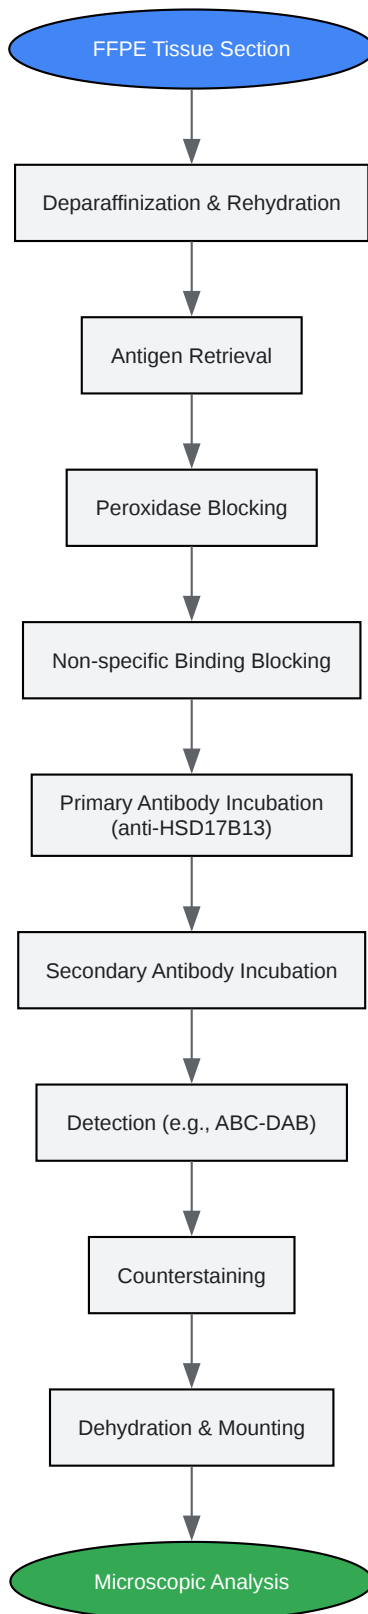 FFPE Tissue Section
Deparaffinization & Rehydration
Antigen Retrieval
Peroxidase Blocking
Non-specific Binding Blocking
Primary Antibody Incubation
(anti-HSD17B13)
Secondary Antibody Incubation
Detection (e.g., ABC-DAB)
Counterstaining
Dehydration & Mounting
Microscopic Analysis